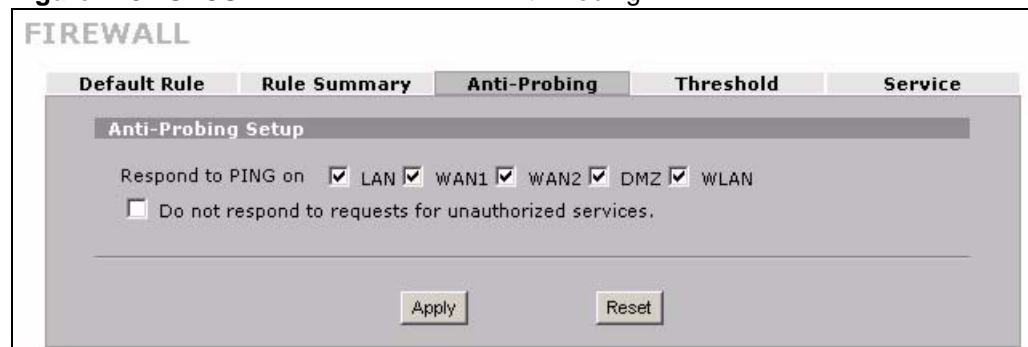 FIREWALL
Default Rule Rule Summary Anti-Probing Threshold Service
Anti-Probing Setup
Respond to PING on LAN WAN1 WAN2 DMZ WLAN
Do not respond to requests for unauthorized services.
Apply Reset